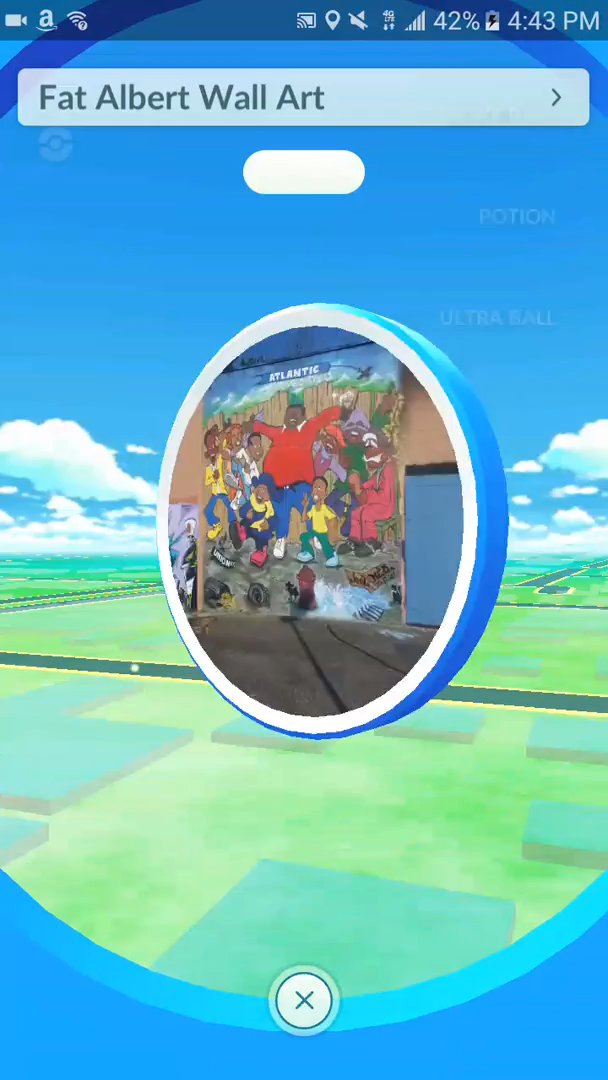 42% 4:43 PM
Fat Albert Wall Art
POTION
ULTRA BALL
ATLANTIC